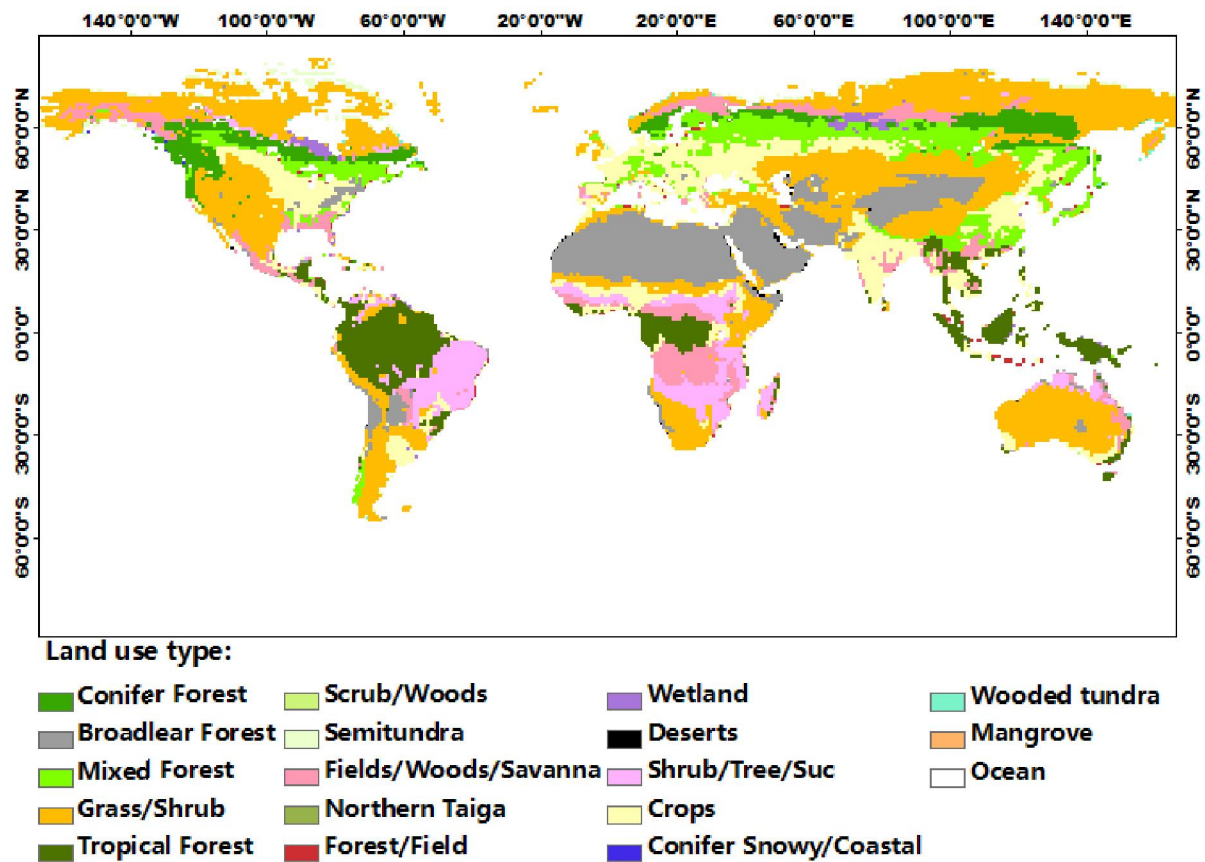 140°0'0"W 100°0'0"W 60°0'0"W 20°0'0"W 20°0'0"E 60°0'0"E 100°0'0"E 140°0'0"E
60°0'0"N 60°0'0"N
30°0'0"N 30°0'0"N
0°0'0" 0°0'0"
30°0'0"S 30°0'0"S
60°0'0"S 60°0'0"S
Land use type:
Conifer Forest Scrub/Woods Wetland Wooded tundra
Broadlear Forest Semitundra Deserts Mangrove
Mixed Forest Fields/Woods/Savanna Shrub/Tree/Suc Ocean
Grass/Shrub Northern Taiga Crops
Tropical Forest Forest/Field Conifer Snowy/Coastal